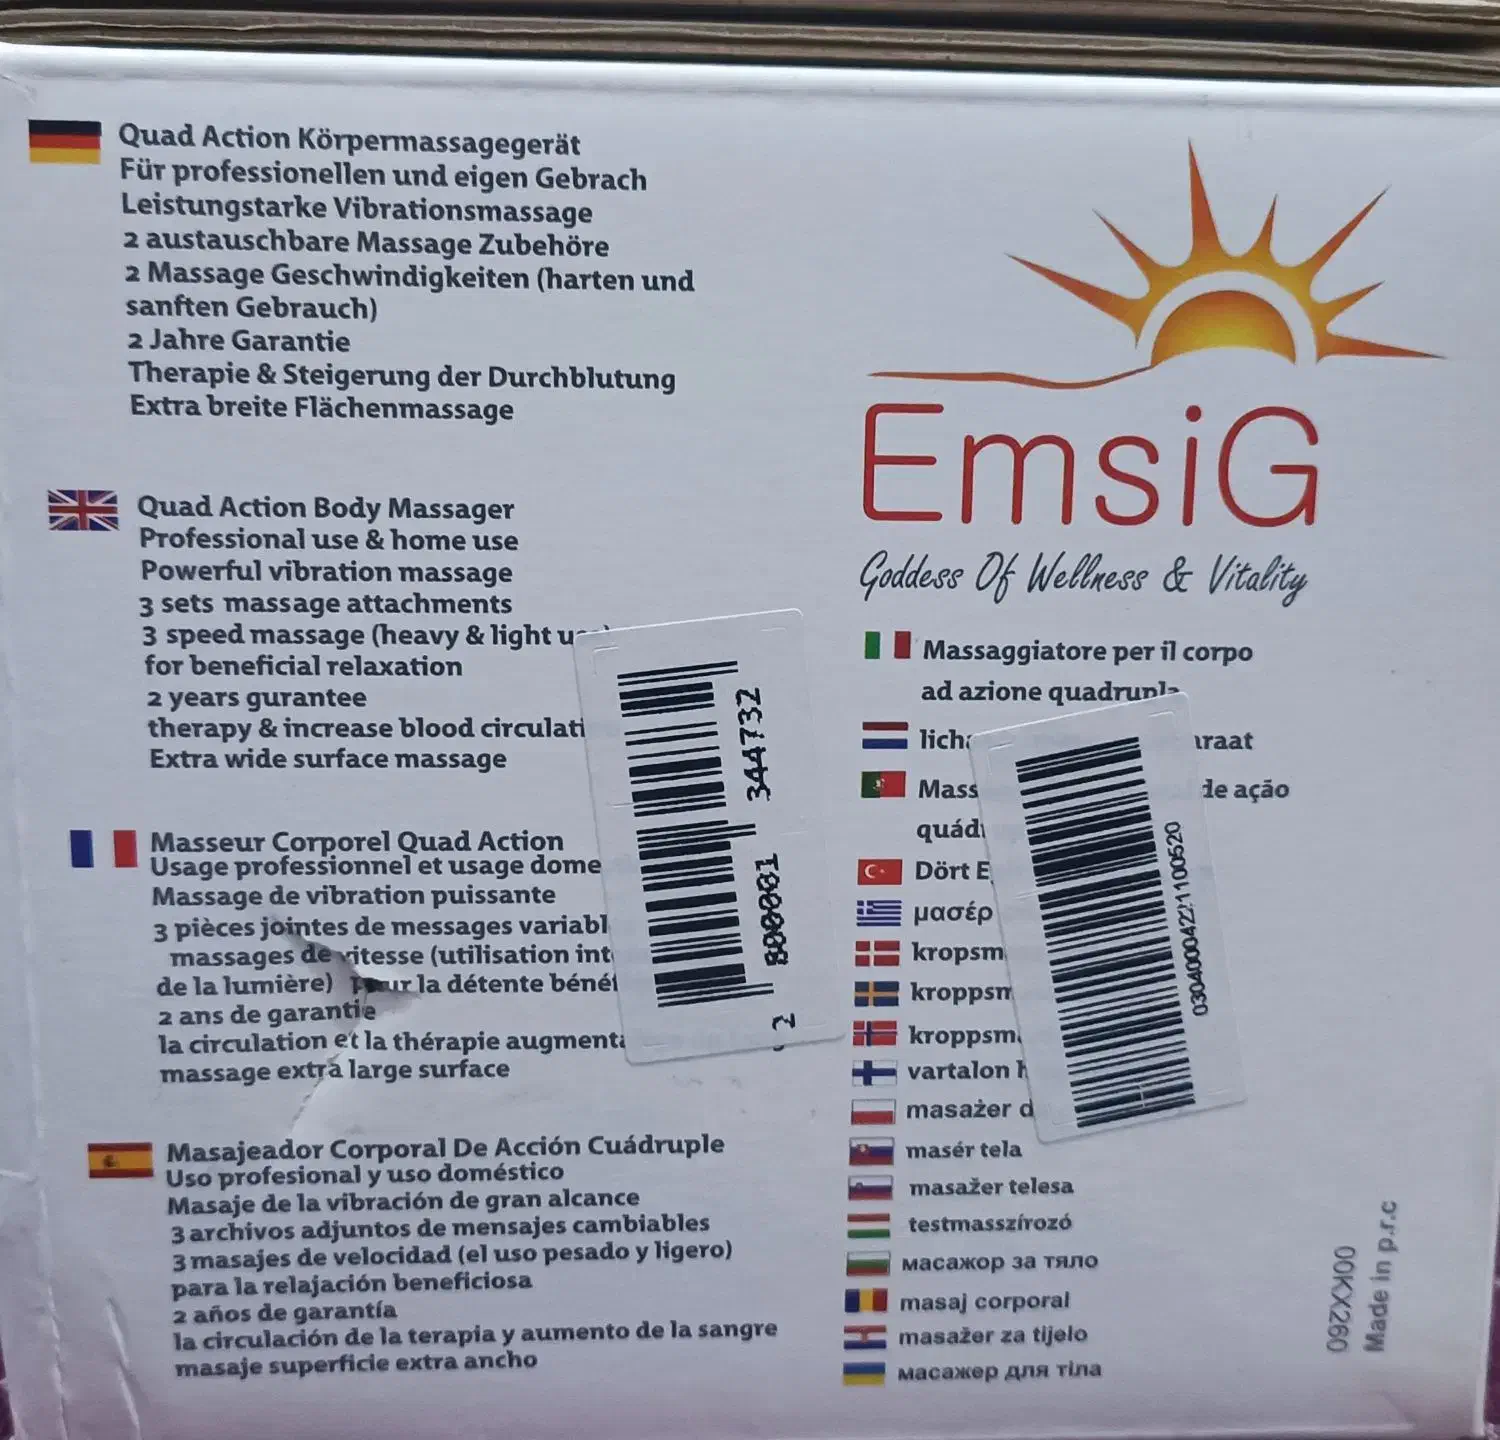 Quad Action Körpermassagegerät
Für professionellen und eigen Gebrach
Leistungstarke Vibrationsmassage
2 austauschbare Massage Zubehöre
2 Massage Geschwindigkeiten (harten und
sanften Gebrauch)
2 Jahre Garantie
Therapie & Steigerung der Durchblutung
Extra breite Flächenmassage
Quad Action Body Massager
Professional use & home use
Powerful vibration massage
3 sets massage attachments
3 speed massage (heavy & light
for beneficial relaxation
2 years gurantee
therapy & increase blood
Extra wide surface massage
Masseur Corporel Quad Action
Usage professionnel et usage
Massage de vibration puissante
3 pièces jointes de messages
massages de vitesse (utilisation
de la lumière) pour la détente
2 ans de garantie
la circulation et la thérapie
massage extra large surface
Masajeador Corporal De Acción Cuádruple
Uso profesional y uso doméstico
Masaje de la vibración de gran alcance
3 archivos adjuntos de mensajes cambiables
3 masajes de velocidad (el uso pesado y ligero)
para la relajación beneficiosa
2 años de garantía
la circulación de la terapia y aumento de la sangre
masaje superficie extra ancho
EmsiG
Goddess Of Wellness & Vitality
Massaggiatore per il corpo
ad azione
de ação
Dört
vartalon
masażer
masér tela
masažer telesa
testmasszírozó
масажор за тяло
masaj corporal
masažer za tijelo
масажер для тіла
344732
03040004221100520
00KX260
Made in p.r.c